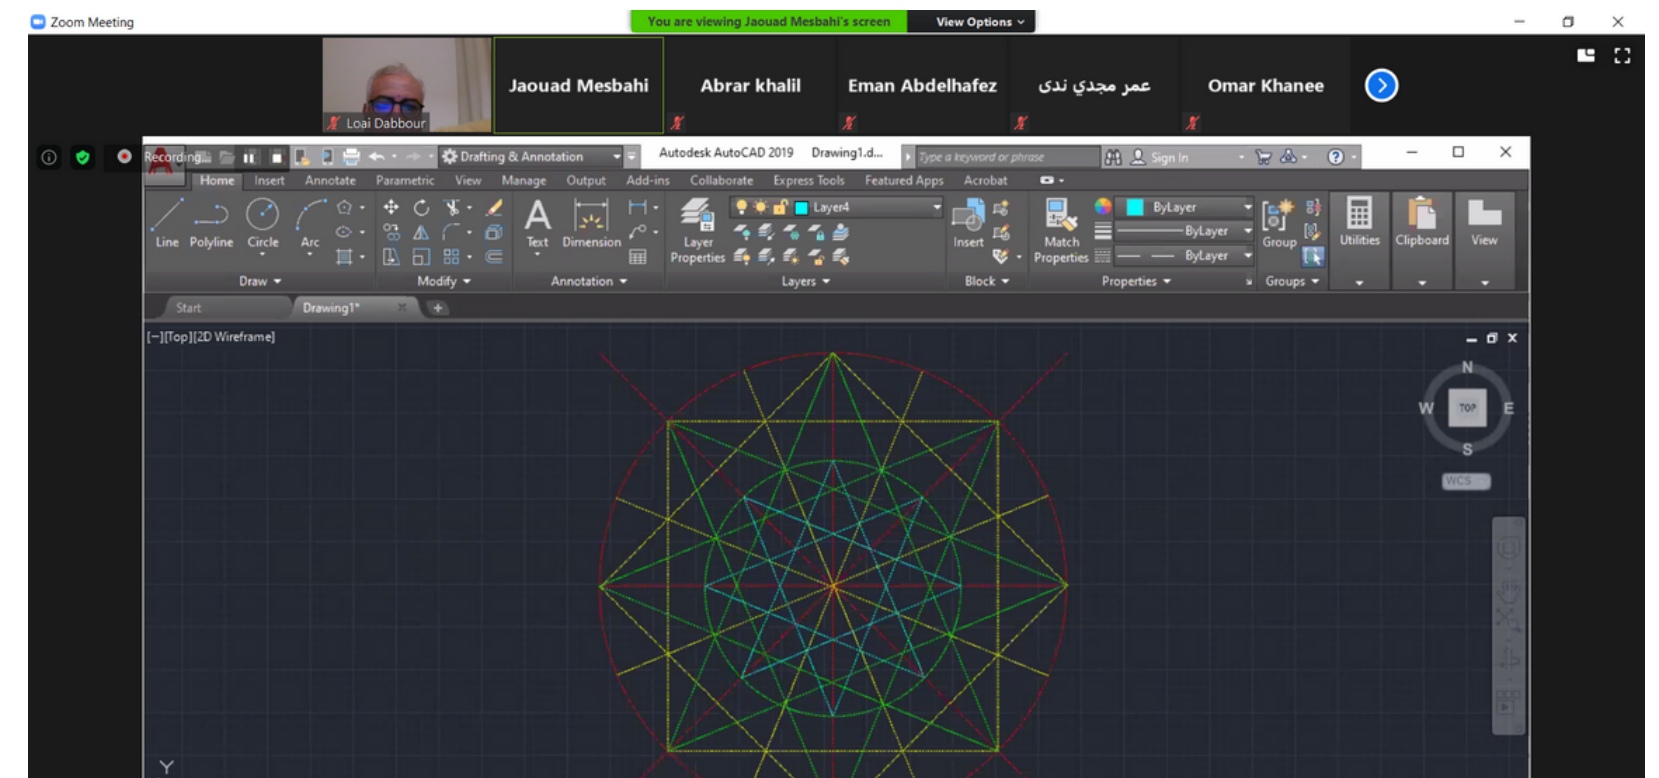 Zoom Meeting
You are viewing Jaouad Mesbahi's screen
View Options
Loai Dabbour
Jaouad Mesbahi
Abrar khalil
Eman Abdelhafez
عمر مجدي ندى
Omar Khanee
Recording...
Drafting & Annotation
Autodesk AutoCAD 2019 Drawing1.d...
Type a keyword or phrase
Sign In
Home Insert Annotate Parametric View Manage Output Add-ins Collaborate Express Tools Featured Apps Acrobat
Line Polyline Circle Arc
Draw
Modify
A
Text Dimension
Annotation
Layer4
Layer
Properties
Layers
Insert
Block
Match
Properties
ByLayer
ByLayer
ByLayer
Properties
Group
Groups
Utilities
Clipboard
View
Start
Drawing1*
[−][Top][2D Wireframe]
N
W TOP E
S
WCS
Y